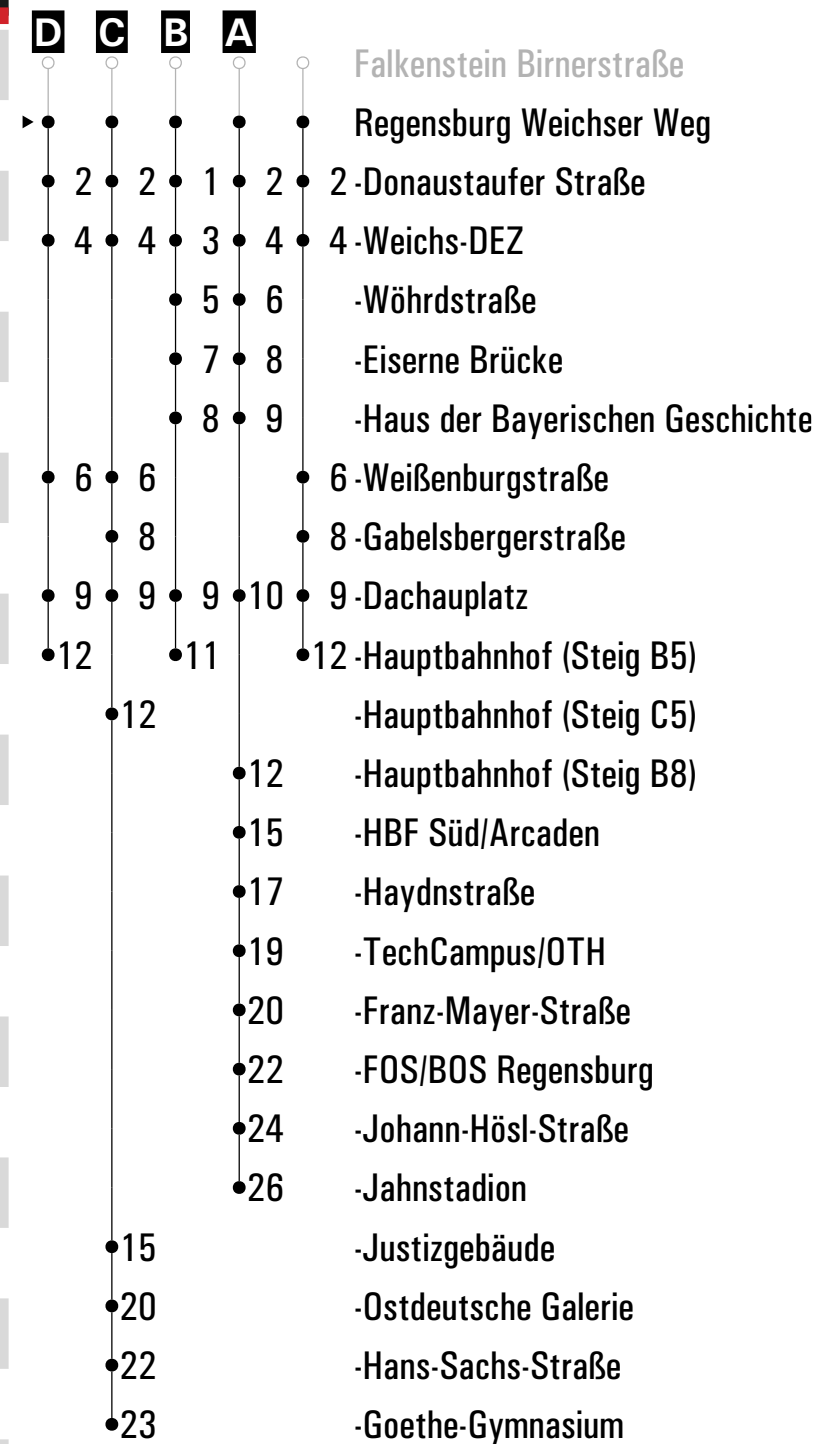 D C B A
Falkenstein Birnerstraße
Regensburg Weichser Weg
2 2 1 2 2 -Donaustaufer Straße
4 4 3 4 4 -Weichs-DEZ
5 6 -Wöhrdstraße
7 8 -Eiserne Brücke
8 9 -Haus der Bayerischen Geschichte
6 6 6 -Weißenburgstraße
8 8 -Gabelsbergerstraße
9 9 9 10 9 -Dachauplatz
12 11 12 -Hauptbahnhof (Steig B5)
12 -Hauptbahnhof (Steig C5)
12 -Hauptbahnhof (Steig B8)
15 -HBF Süd/Arcaden
17 -Haydnstraße
19 -TechCampus/OTH
20 -Franz-Mayer-Straße
22 -FOS/BOS Regensburg
24 -Johann-Hösl-Straße
26 -Jahnstadion
15 -Justizgebäude
20 -Ostdeutsche Galerie
22 -Hans-Sachs-Straße
23 -Goethe-Gymnasium